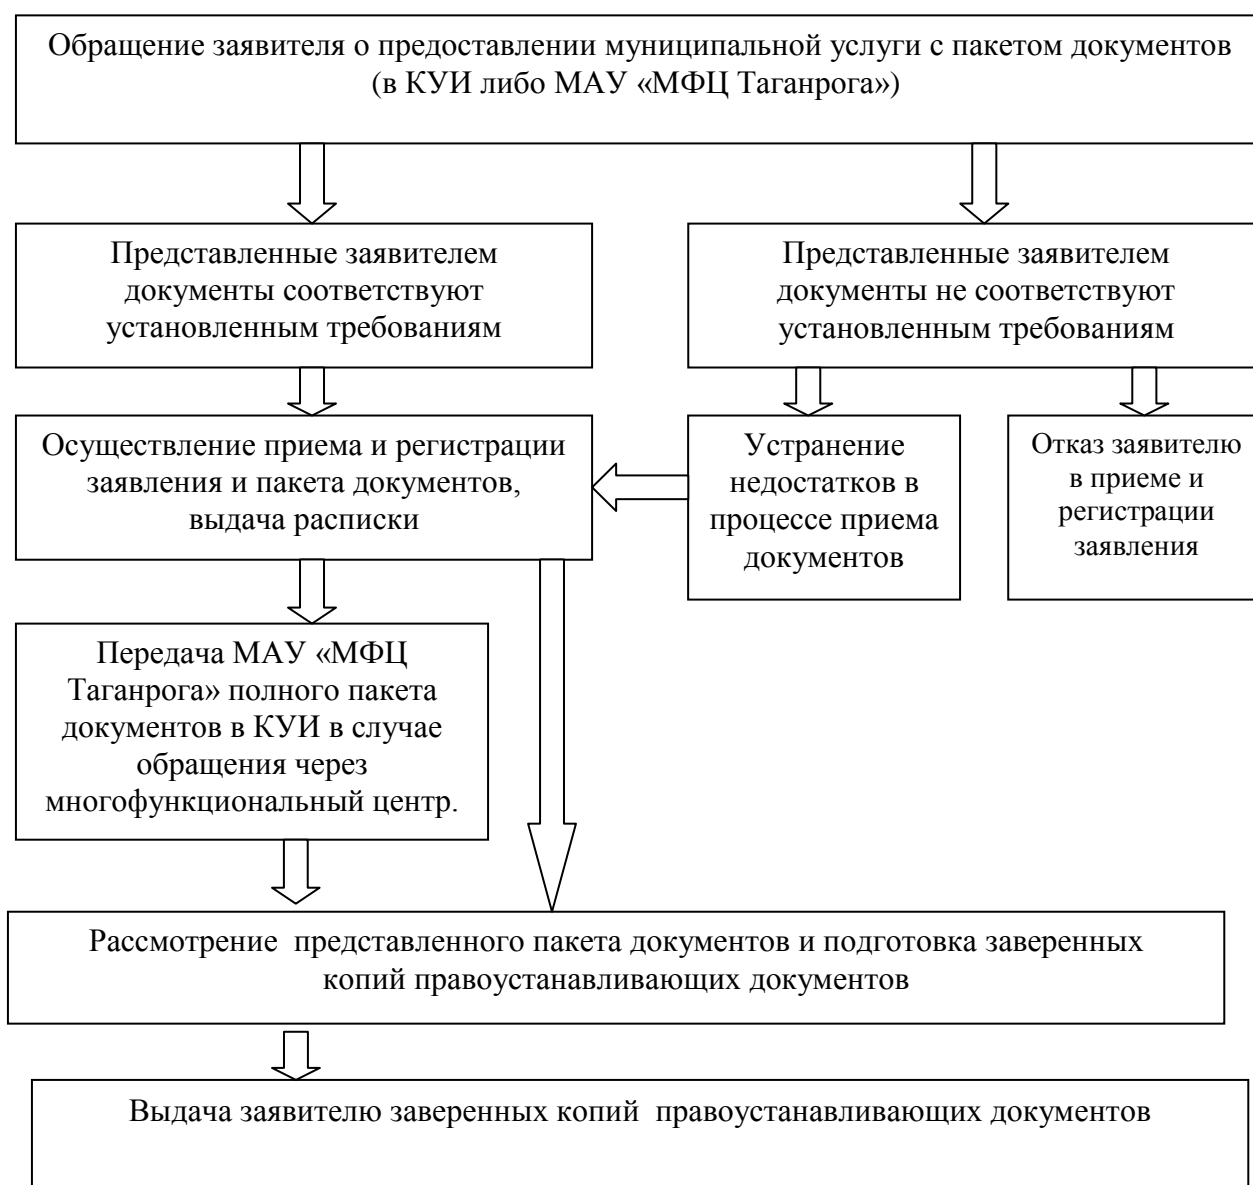 Обращение заявителя о предоставлении муниципальной услуги с пакетом документов
(в КУИ либо МАУ «МФЦ Таганрога»)
Представленные заявителем
документы соответствуют
установленным требованиям
Представленные заявителем
документы не соответствуют
установленным требованиям
Осуществление приема и регистрации
заявления и пакета документов,
выдача расписки
Устранение
недостатков в
процессе приема
документов
Отказ заявителю
в приеме и
регистрации
заявления
Передача МАУ «МФЦ
Таганрога» полного пакета
документов в КУИ в случае
обращения через
многофункциональный центр.
Рассмотрение представленного пакета документов и подготовка заверенных
копий правоустанавливающих документов
Выдача заявителю заверенных копий правоустанавливающих документов